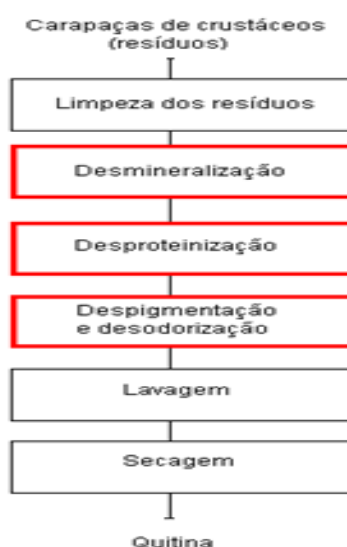 Carapaças de crustáceos
(resíduos)
Limpeza dos resíduos
Desmineralização
Desproteinização
Despigmentação
e desodorização
Lavagem
Secagem
Quitina